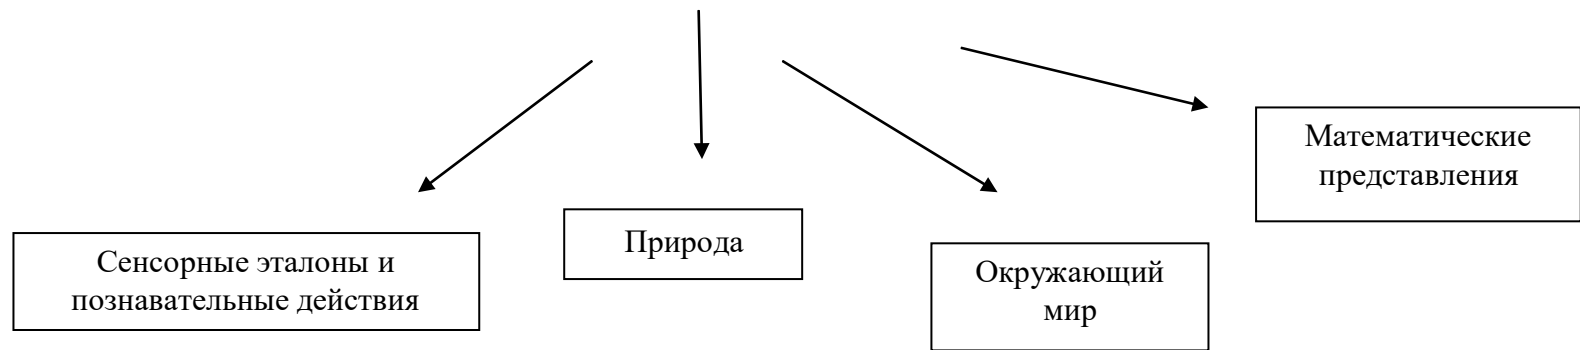 Сенсорные эталоны и
познавательные действия
Природа
Окружающий
мир
Математические
представления